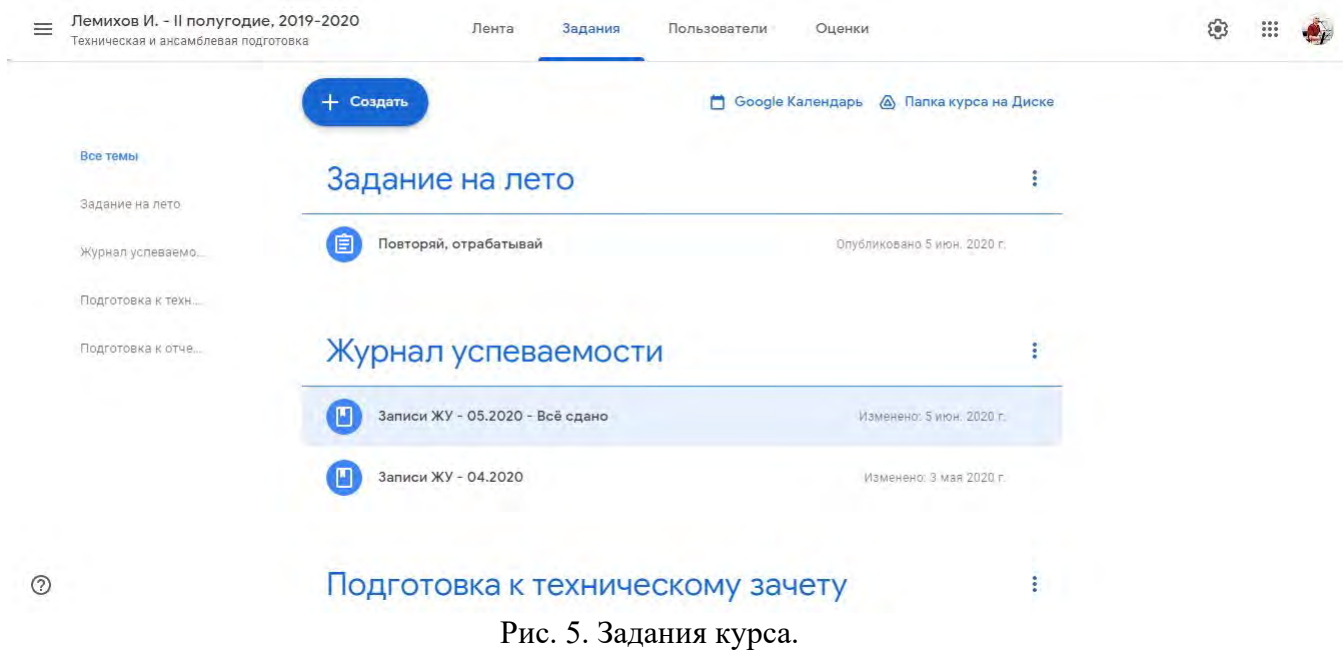 Лемихов И. - II полугодие, 2019-2020
Техническая и ансамблевая подготовка
Лента Задания Пользователи Оценки
Создать
Google Календарь Папка курса на Диске
Все темы
Задание на лето
Журнал успеваемо...
Подготовка к техн...
Подготовка к отче...
Задание на лето
Повторяй, отрабатывай Опубликовано 5 июн. 2020 г.
Журнал успеваемости
Записи ЖУ - 05.2020 - Всё сдано Изменено: 5 июн. 2020 г.
Записи ЖУ - 04.2020 Изменено: 3 мая 2020 г.
Подготовка к техническому зачету
Рис. 5. Задания курса.